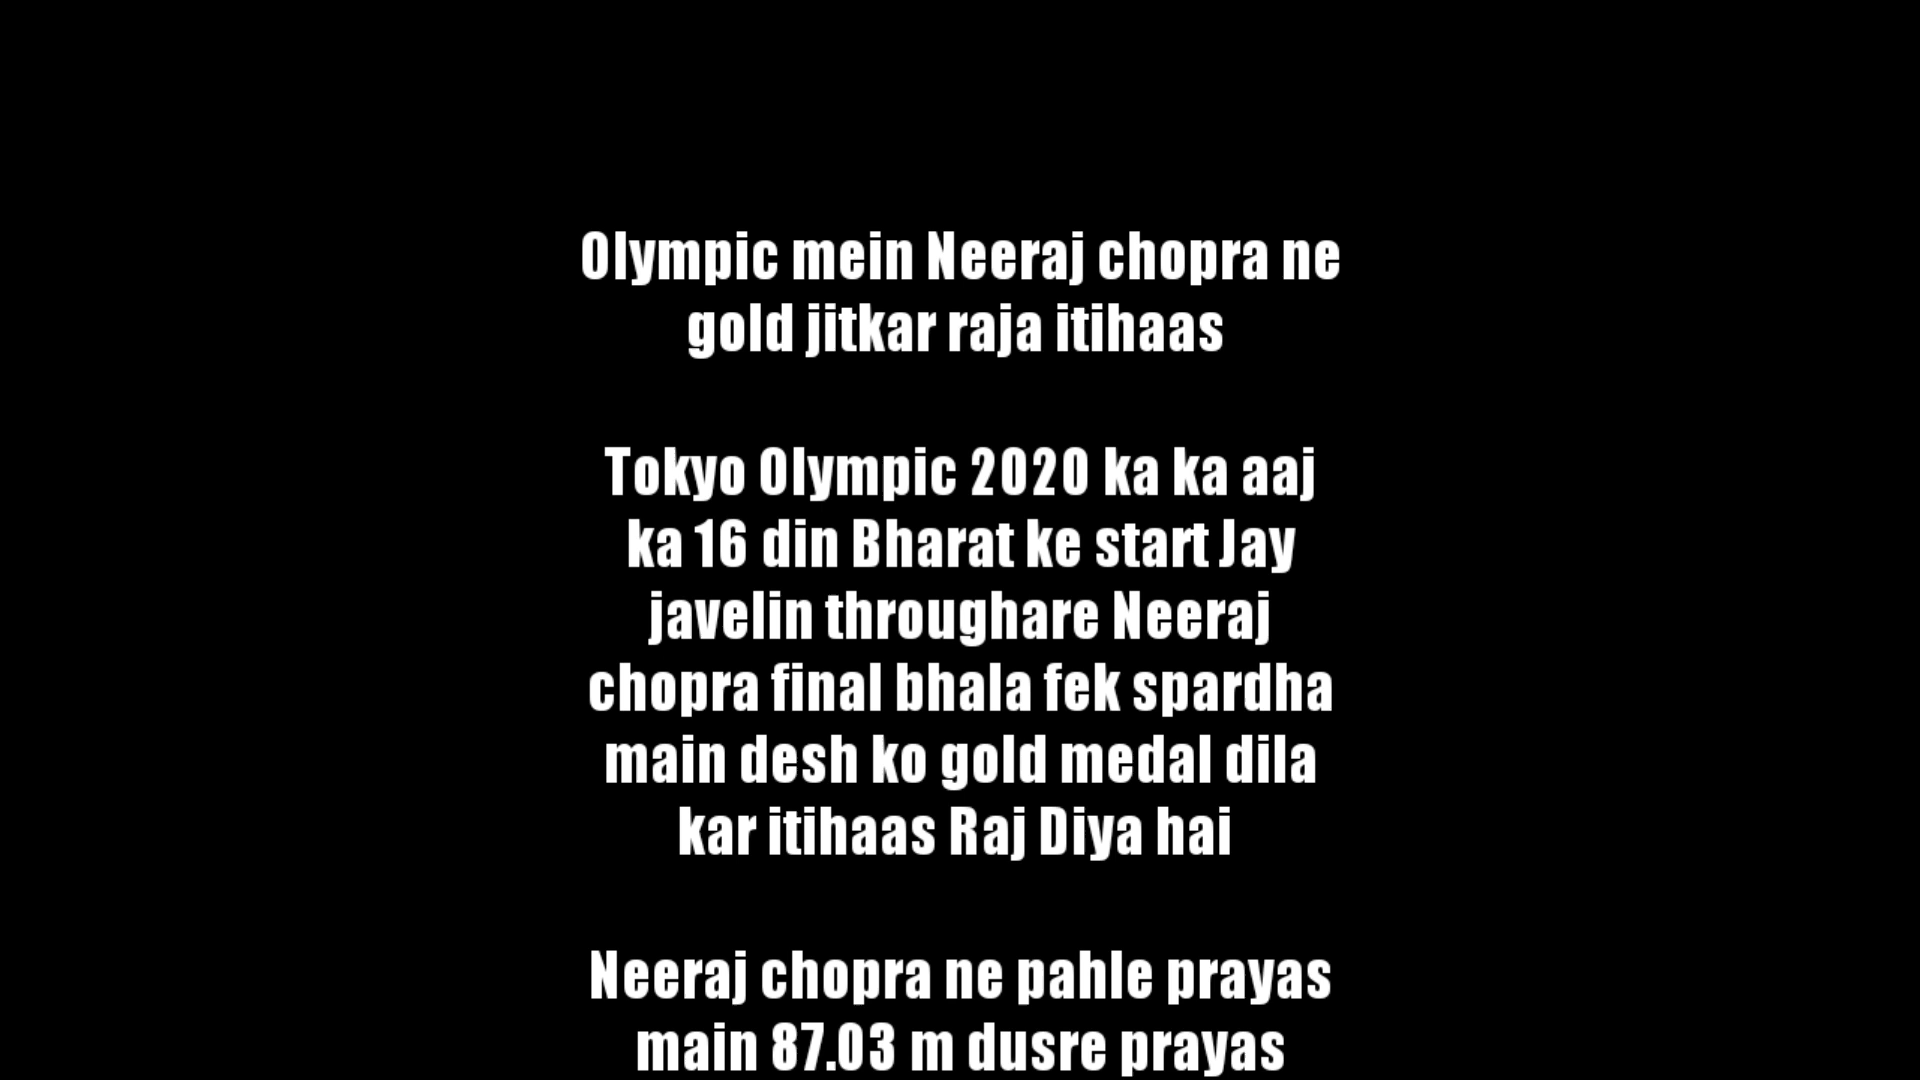 Olympic mein Neeraj chopra ne
gold jitkar raja itihaas
Tokyo Olympic 2020 ka ka aaj
ka 16 din Bharat ke start Jay
javelin throughare Neeraj
chopra final bhala fek spardha
main desh ko gold medal dila
kar itihaas Raj Diya hai
Neeraj chopra ne pahle prayas
main 87.03 m dusre prayas